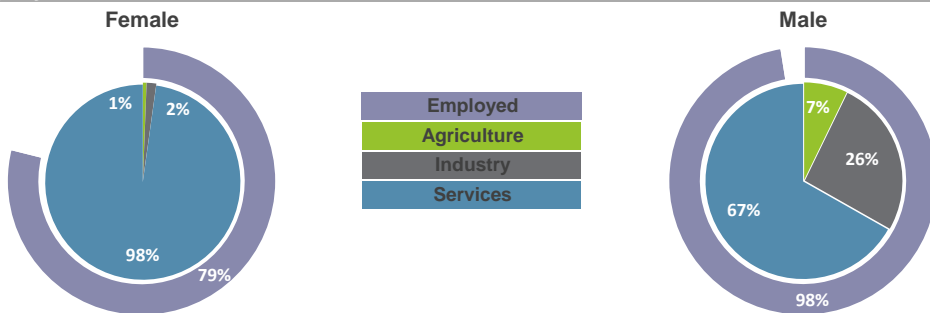 Female
Male
1%
2%
98%
79%
Employed
Agriculture
Industry
Services
7%
26%
67%
98%